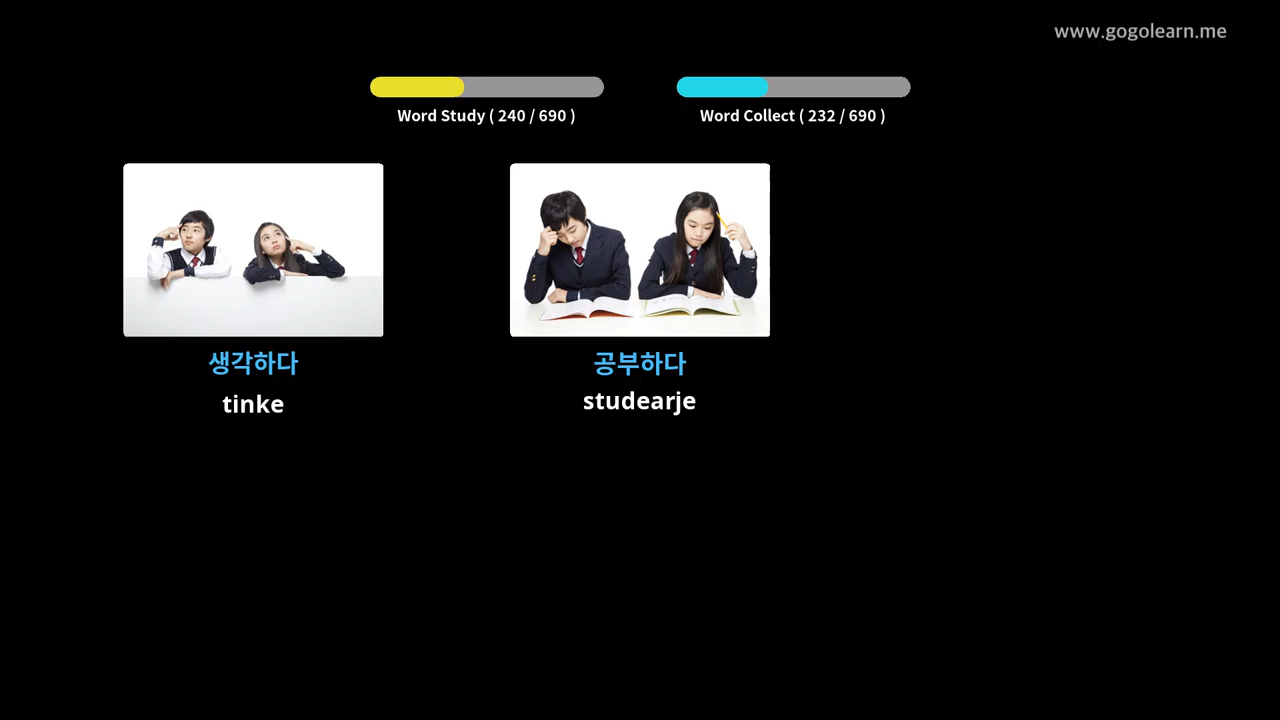 www.gogolearn.me
Word Study ( 240 / 690 )
Word Collect ( 232 / 690 )
생각하다
공부하다
tinke
studearje